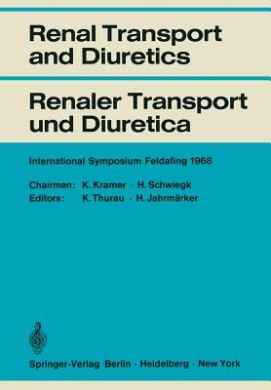 Renal Transport
and Diuretics
Renaler Transport
und Diuretica
International Symposium Feldafing 1968
Chairmen: K. Kramer · H. Schwiegk
Editors: K. Thurau · H. Jahrmärker
Springer-Verlag Berlin · Heidelberg · New York